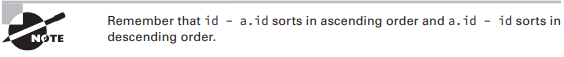 NOTE
Remember that id - a.id sorts in ascending order and a.id - id sorts in
descending order.